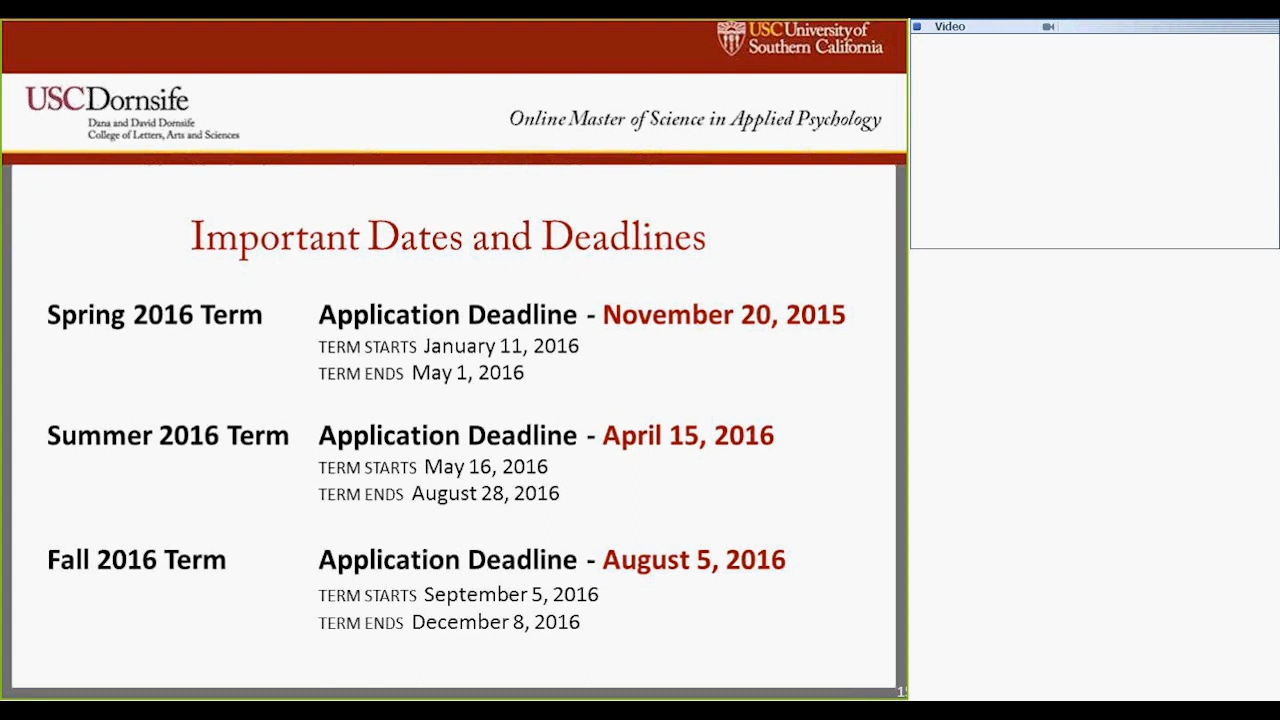 USC University of
Southern California
Video
USCDornsife
Dana and David Dornsife
College of Letters, Arts and Sciences
Online Master of Science in Applied Psychology
Important Dates and Deadlines
Spring 2016 Term Application Deadline - November 20, 2015
TERM STARTS January 11, 2016
TERM ENDS May 1, 2016
Summer 2016 Term Application Deadline - April 15, 2016
TERM STARTS May 16, 2016
TERM ENDS August 28, 2016
Fall 2016 Term Application Deadline - August 5, 2016
TERM STARTS September 5, 2016
TERM ENDS December 8, 2016